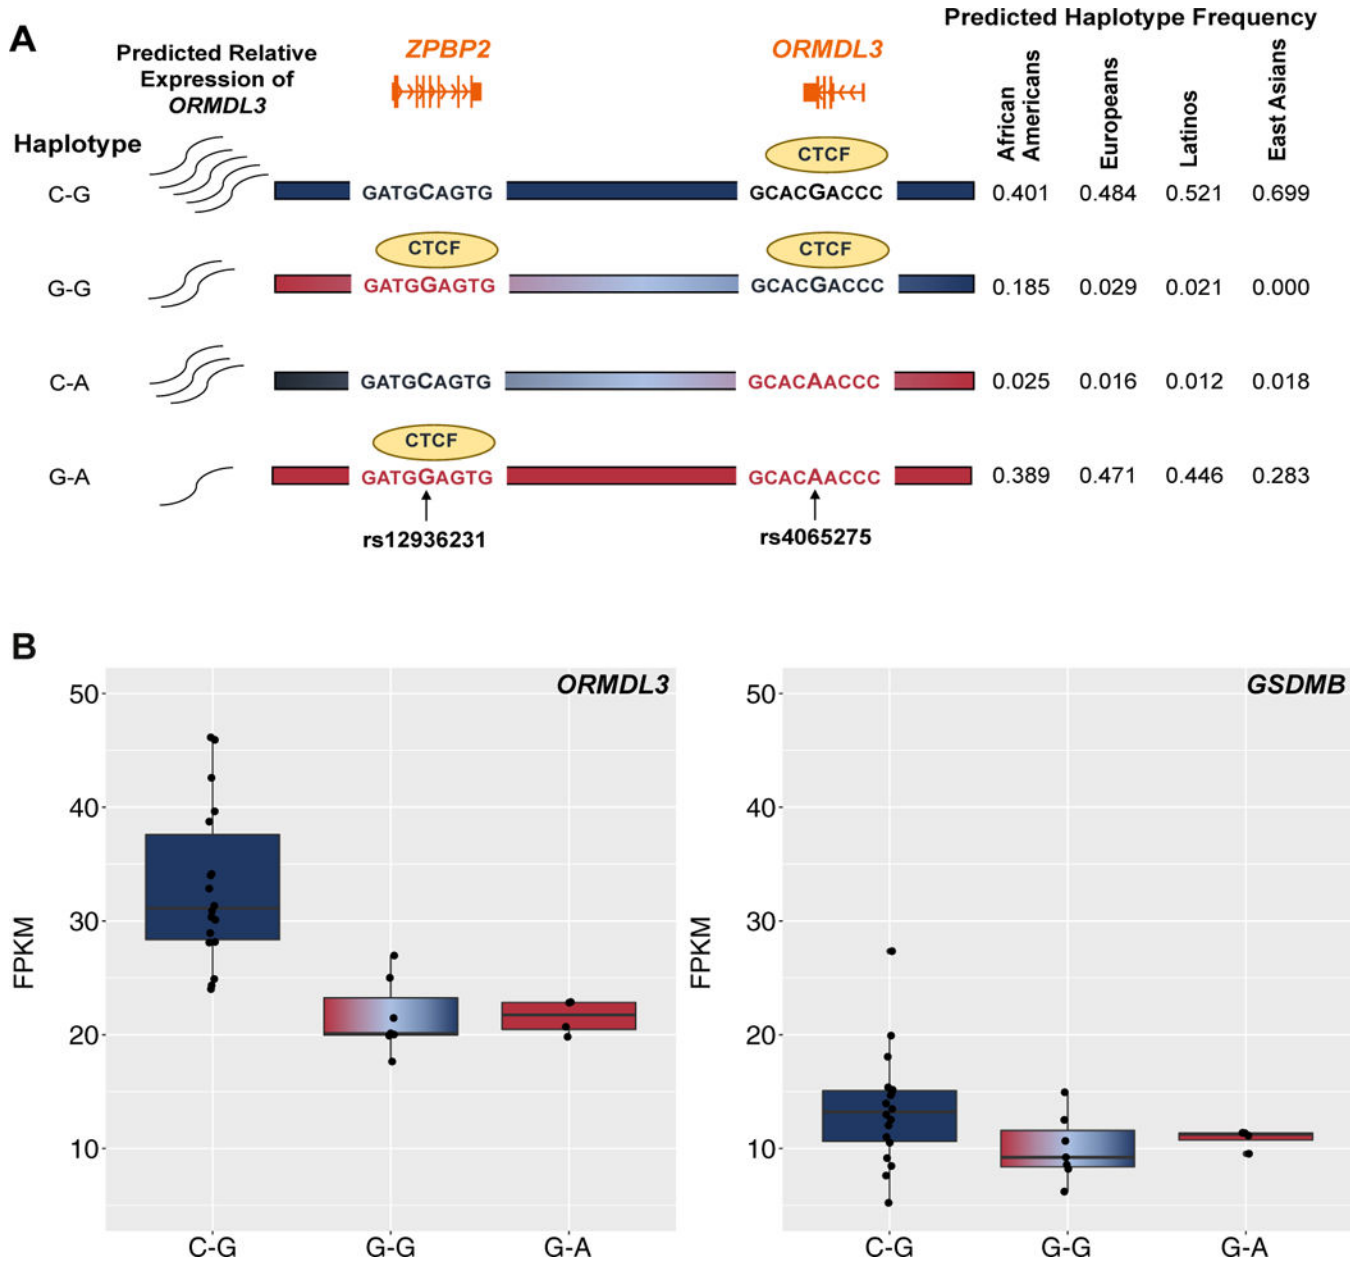 A
Predicted Relative
Expression of
ORMDL3
ZPBP2
ORMDL3
Predicted Haplotype Frequency
African
Americans
Europeans
Latinos
East Asians
Haplotype
CTCF
C-G
GATGCAGTG
GCACGACCC
0.401 0.484 0.521 0.699
CTCF
CTCF
G-G
GATGGAGTG
GCACGACCC
0.185 0.029 0.021 0.000
C-A
GATGCAGTG
GCACAACCC
0.025 0.016 0.012 0.018
CTCF
G-A
GATGGAGTG
GCACAACCC
0.389 0.471 0.446 0.283
rs12936231
rs4065275
B
ORMDL3
FPKM
50
40
30
20
10
C-G G-G G-A
GSDMB
FPKM
50
40
30
20
10
C-G G-G G-A